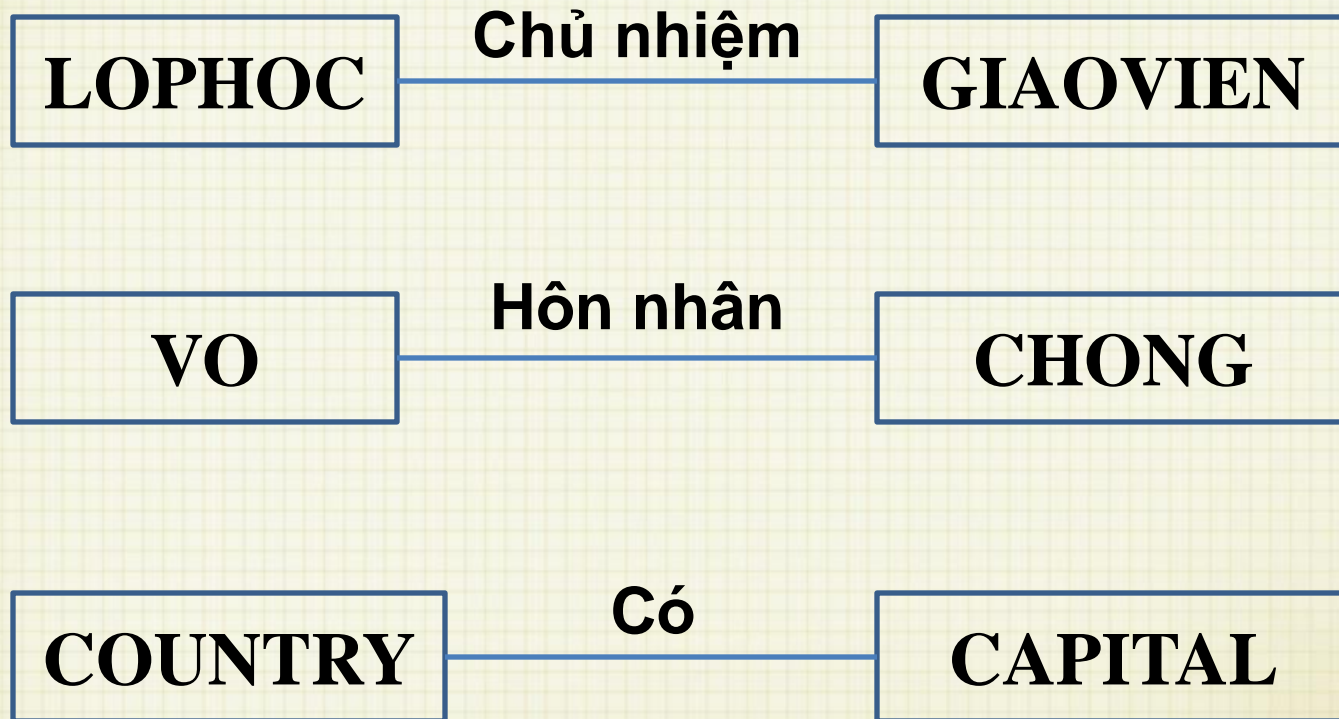 Chủ nhiệm
LOPHOC GIAOVIEN
Hôn nhân
VO CHONG
Có
COUNTRY CAPITAL